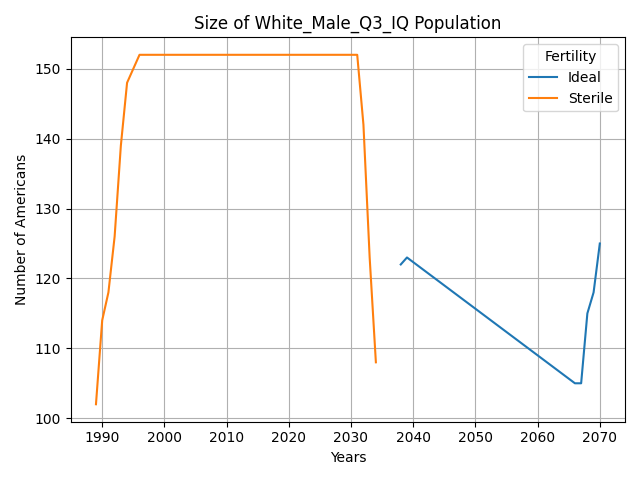 Size of White_Male_Q3_IQ Population
Fertility
Ideal
Sterile
Number of Americans
150
140
130
120
110
100
1990 2000 2010 2020 2030 2040 2050 2060 2070
Years